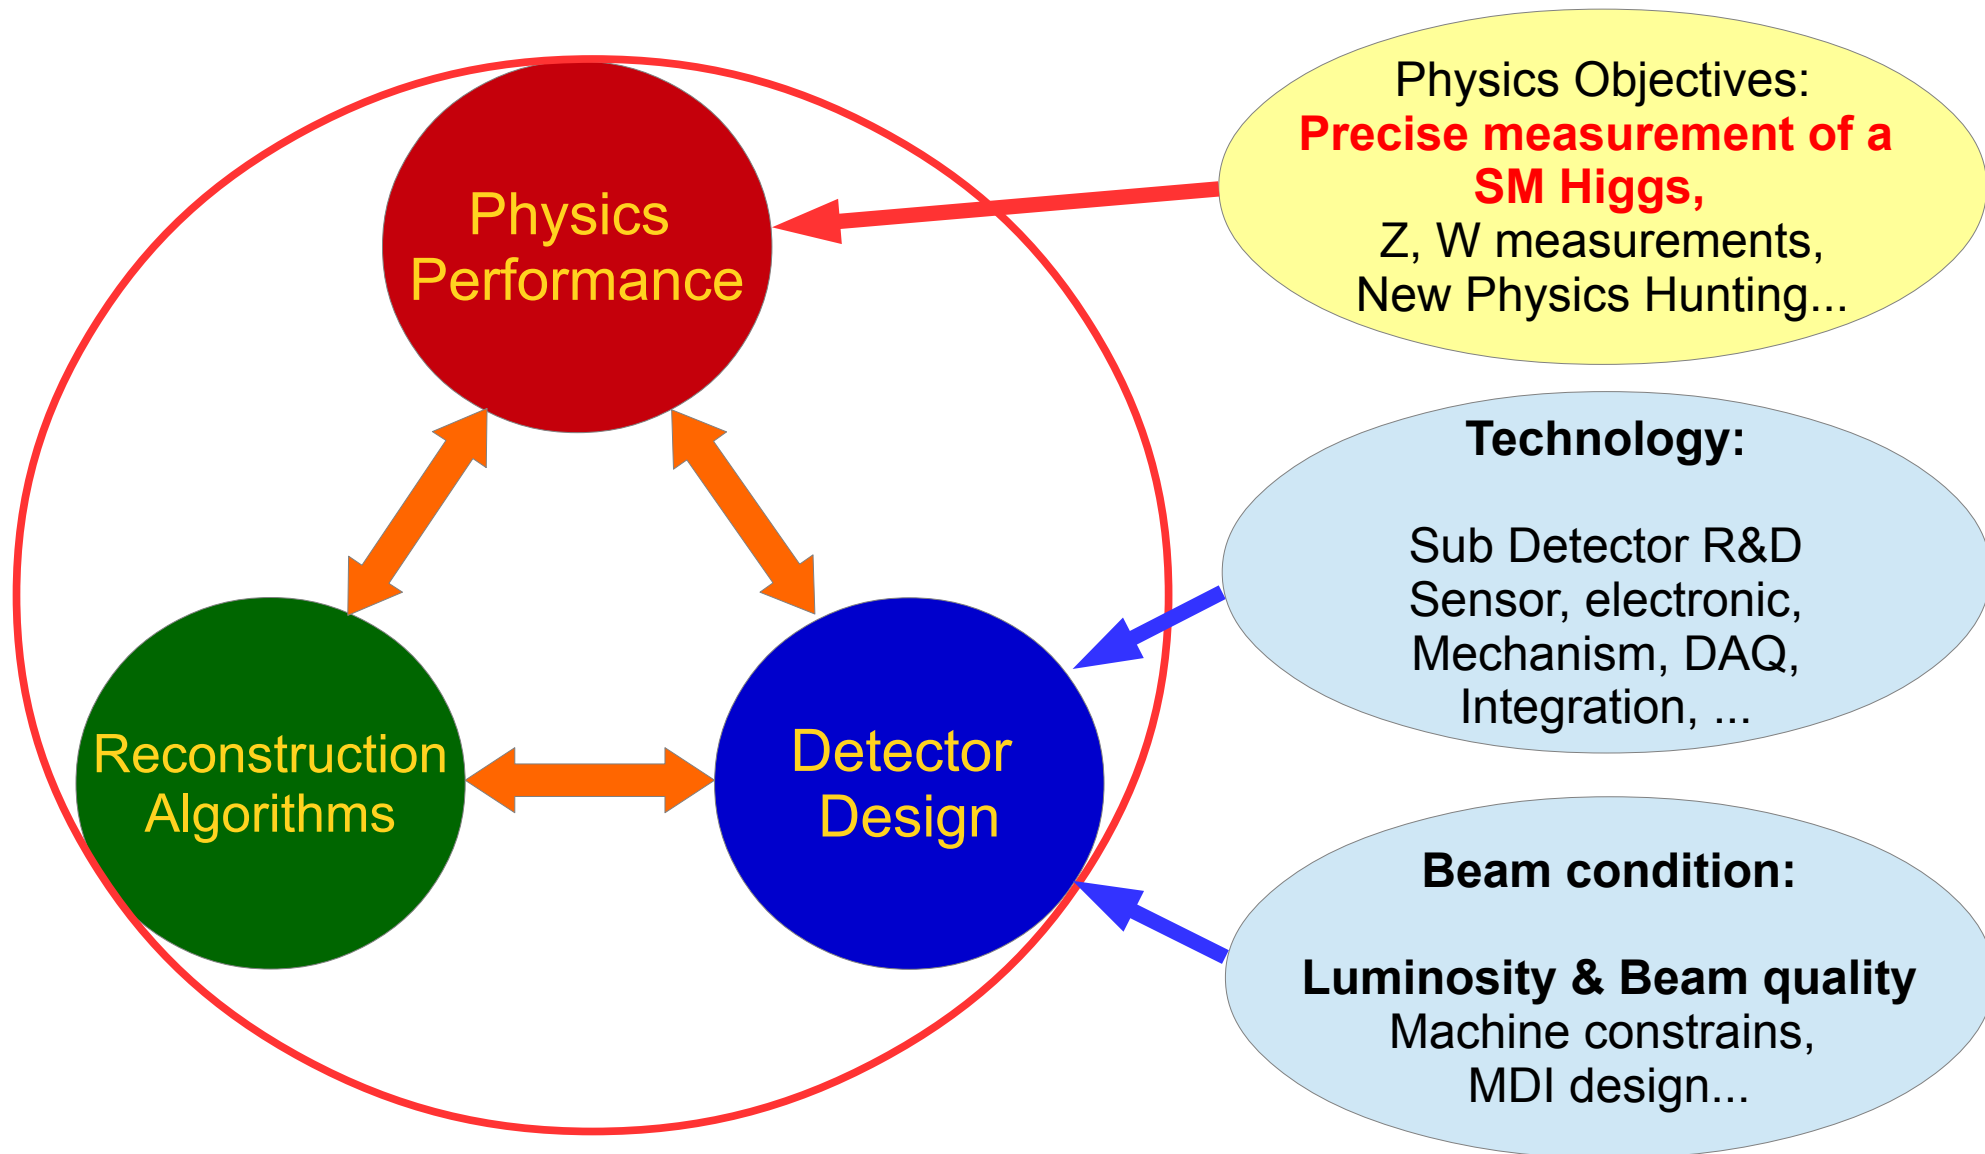 Physics
Performance
Reconstruction
Algorithms
Detector
Design
Physics Objectives:
Precise measurement of a
SM Higgs,
Z, W measurements,
New Physics Hunting...
Technology:
Sub Detector R&D
Sensor, electronic,
Mechanism, DAQ,
Integration, ...
Beam condition:
Luminosity & Beam quality
Machine constrains,
MDI design...